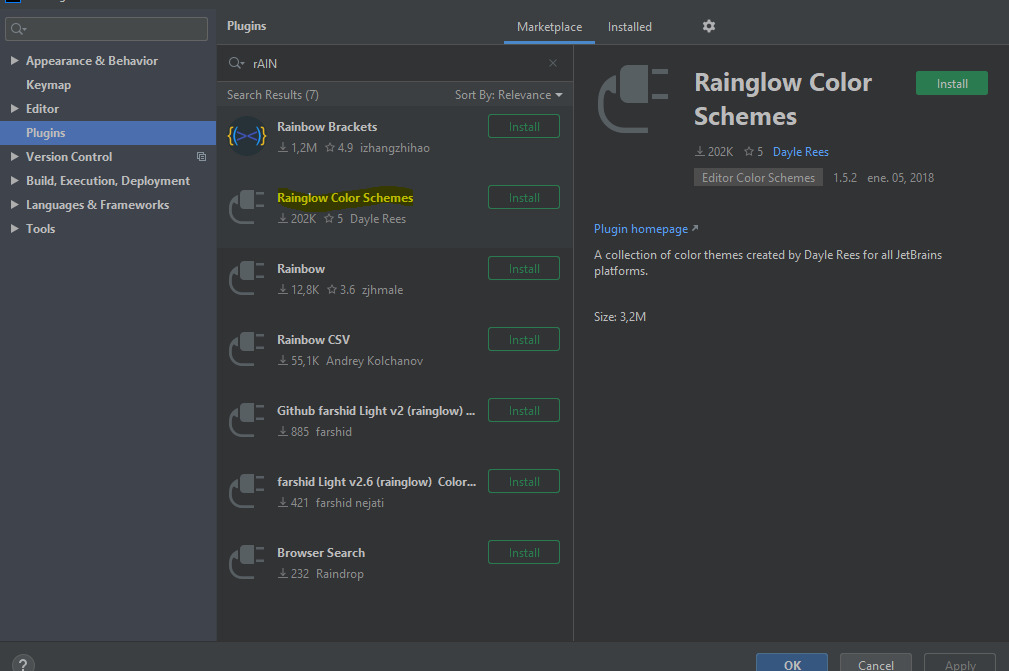 Plugins
Marketplace
Installed
Appearance & Behavior
Keymap
Editor
Plugins
Version Control
Build, Execution, Deployment
Languages & Frameworks
Tools
rAIN
Search Results (7)
Sort By: Relevance
Rainbow Brackets
1,2M 4.9 izhangzhihao
Install
Rainglow Color Schemes
202K 5 Dayle Rees
Install
Rainbow
12,8K 3.6 zjhmale
Install
Rainbow CSV
55,1K Andrey Kolchanov
Install
Github farshid Light v2 (rainglow) ...
885 farshid
Install
farshid Light v2.6 (rainglow) Color...
421 farshid nejati
Install
Browser Search
232 Raindrop
Install
Rainglow Color
Schemes
Install
202K 5 Dayle Rees
Editor Color Schemes 1.5.2 ene. 05, 2018
Plugin homepage
A collection of color themes created by Dayle Rees for all JetBrains
platforms.
Size: 3,2M
?
OK
Cancel
Apply